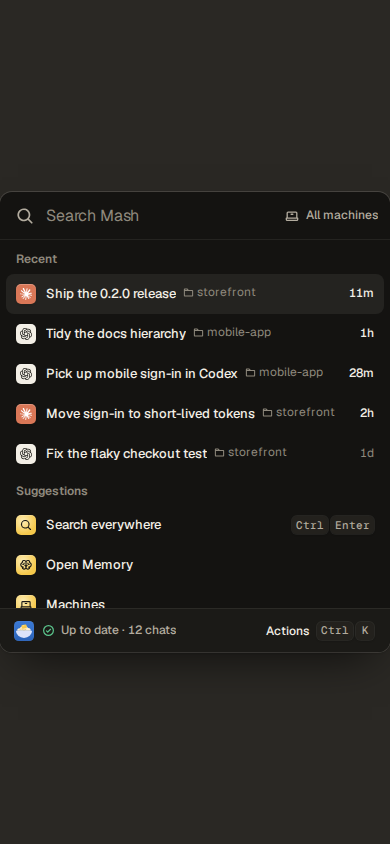 Search Mash All machines
Recent
Ship the 0.2.0 release storefront 11m
Tidy the docs hierarchy mobile-app 1h
Pick up mobile sign-in in Codex mobile-app 28m
Move sign-in to short-lived tokens storefront 2h
Fix the flaky checkout test storefront 1d
Suggestions
Search everywhere Ctrl Enter
Open Memory
Machines
Up to date · 12 chats Actions Ctrl K